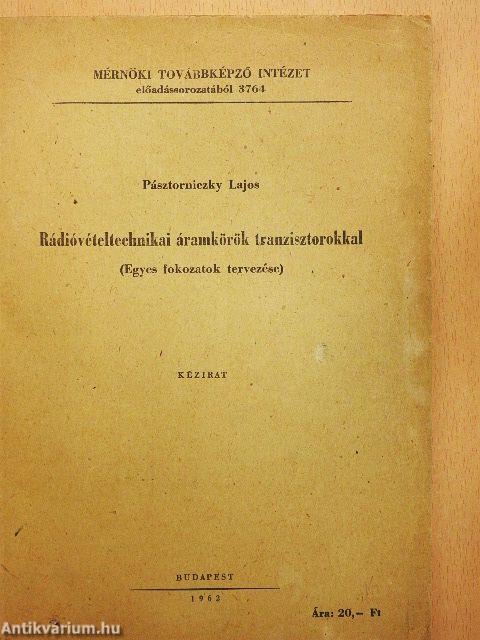 MÉRNÖKI TOVÁBBKÉPZŐ INTÉZET
előadássorozatából 3764
Pásztorniczky Lajos
Rádióvételtechnikai áramkörök tranzisztorokkal
(Egyes fokozatok tervezése)
KÉZIRAT
BUDAPEST
1962
Ára: 20,— Ft
Antikvárium.hu